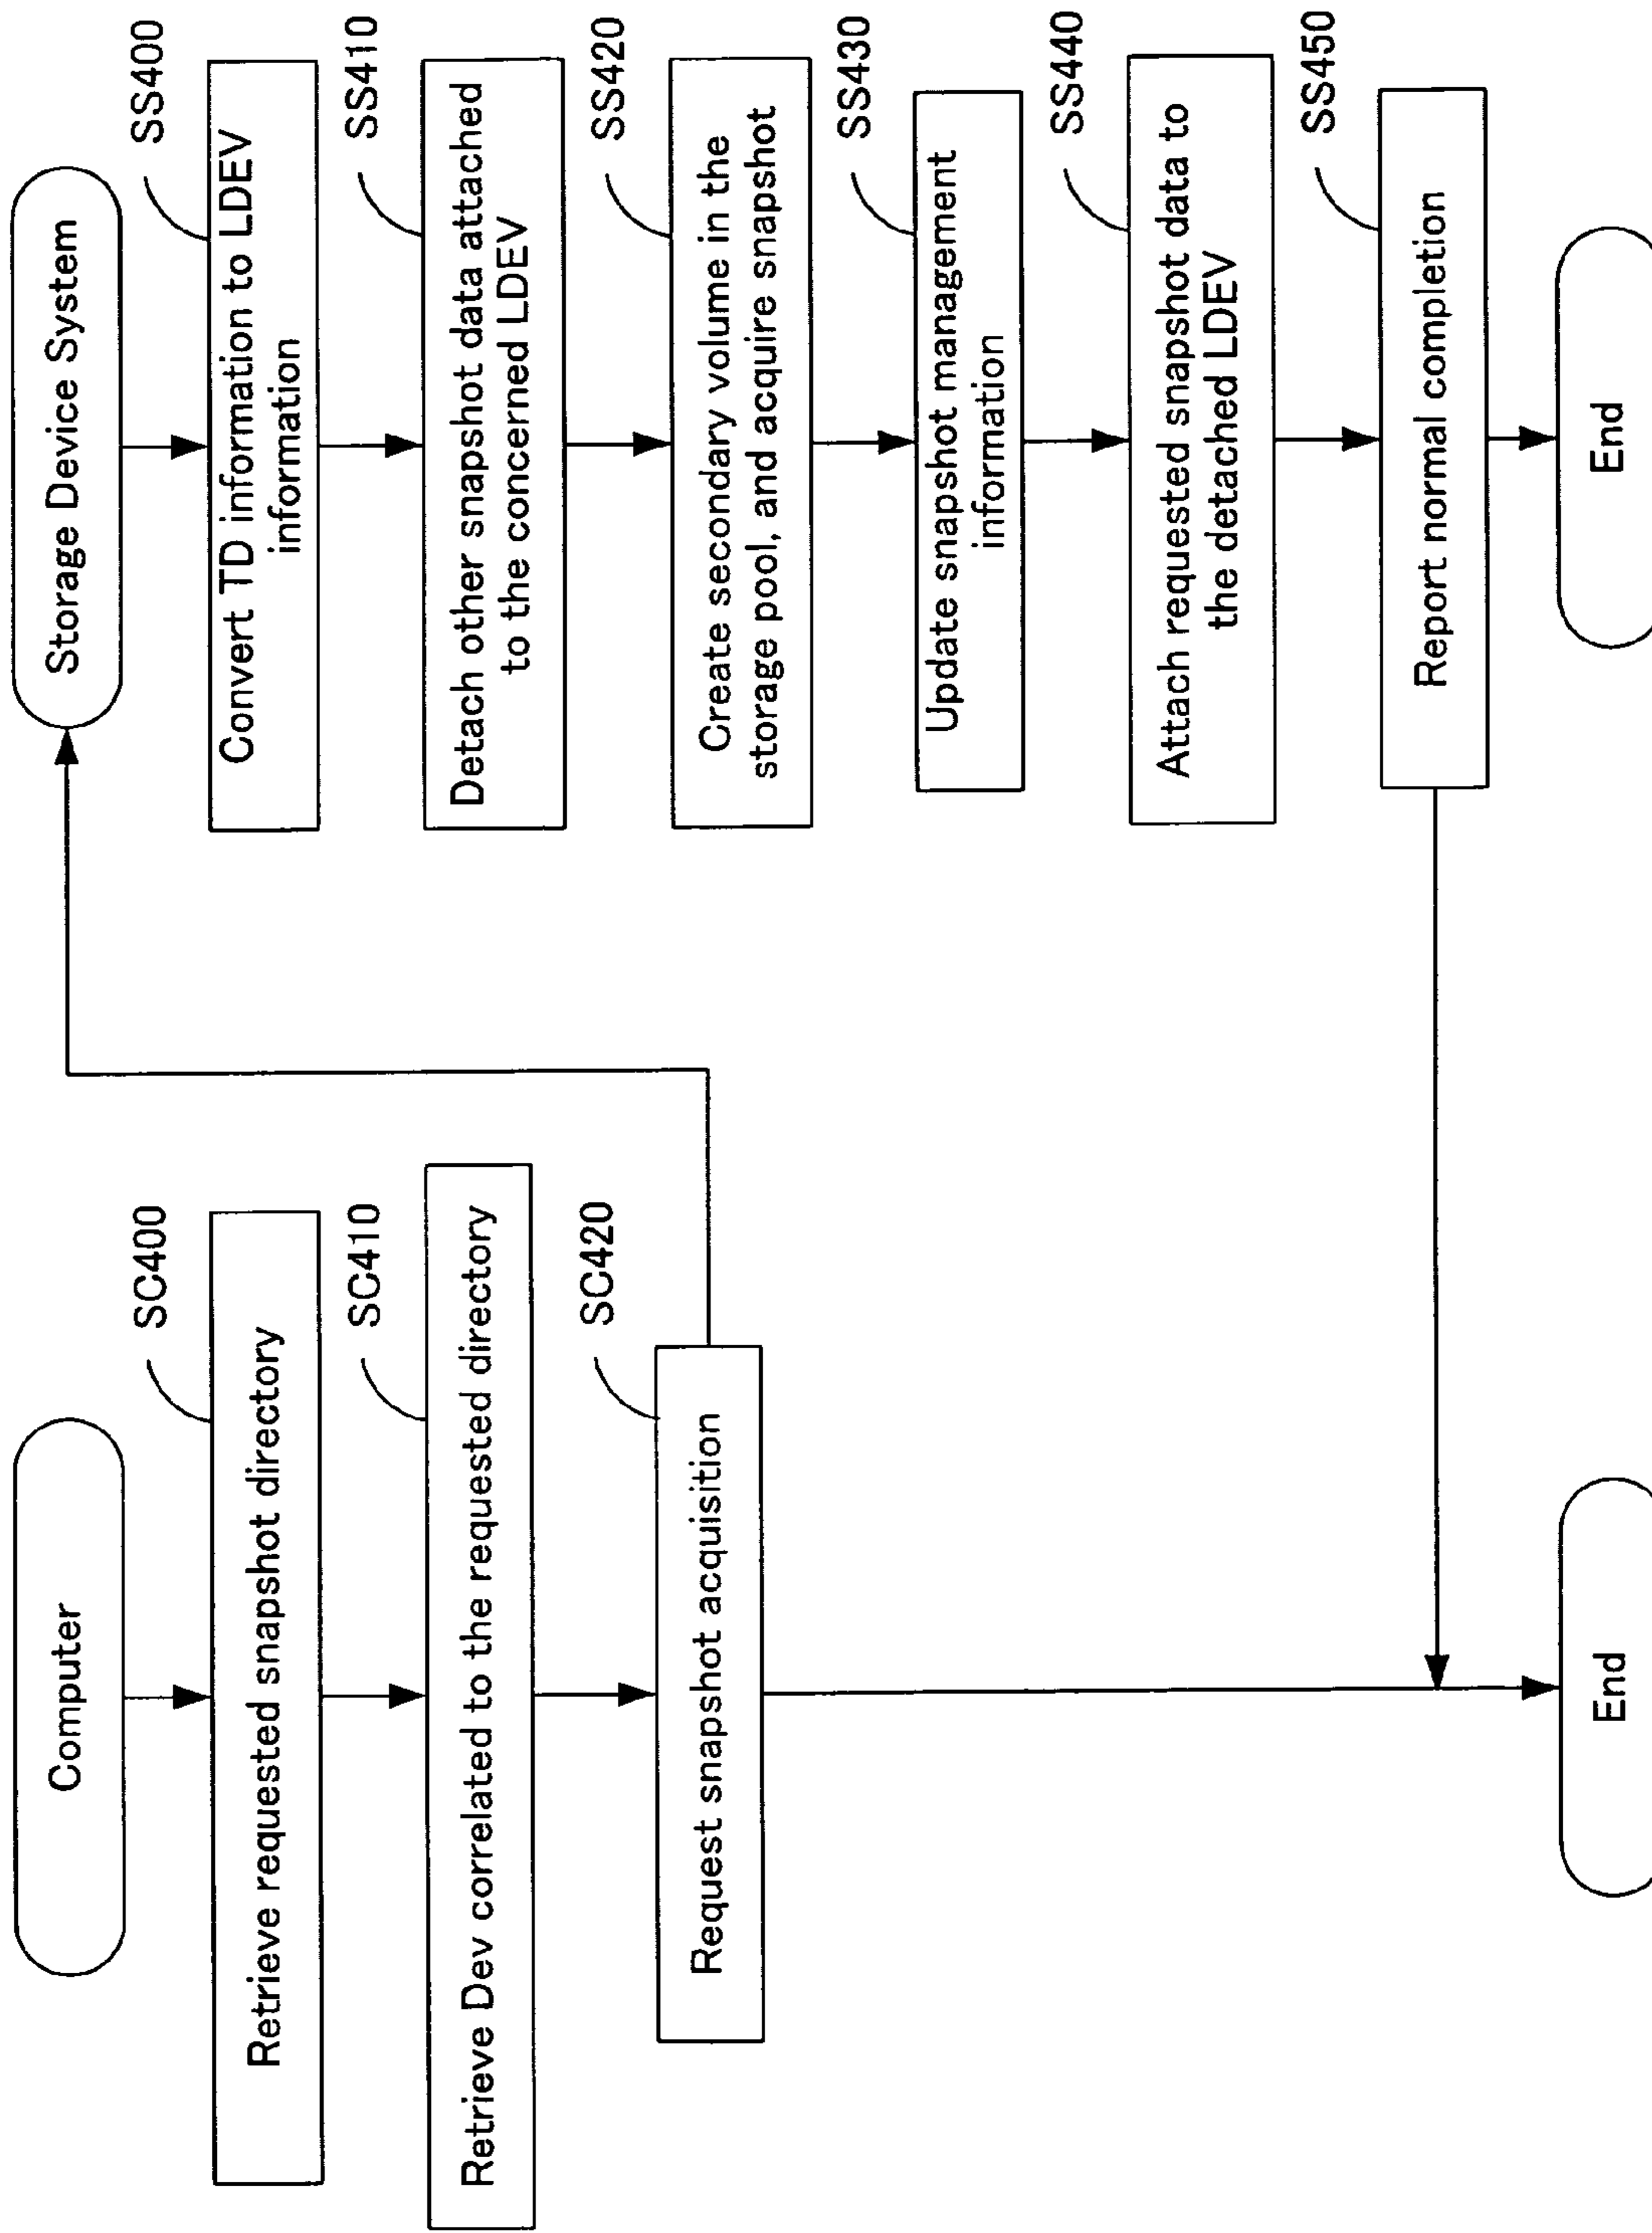 Computer
SC400
Retrieve requested snapshot directory
SC410
Retrieve Dev correlated to the requested directory
SC420
Request snapshot acquisition
End
Storage Device System
SS400
Convert TD information to LDEV
information
SS410
Detach other snapshot data attached
to the concerned LDEV
SS420
Create secondary volume in the
storage pool, and acquire snapshot
SS430
Update snapshot management
information
SS440
Attach requested snapshot data to
the detached LDEV
SS450
Report normal completion
End